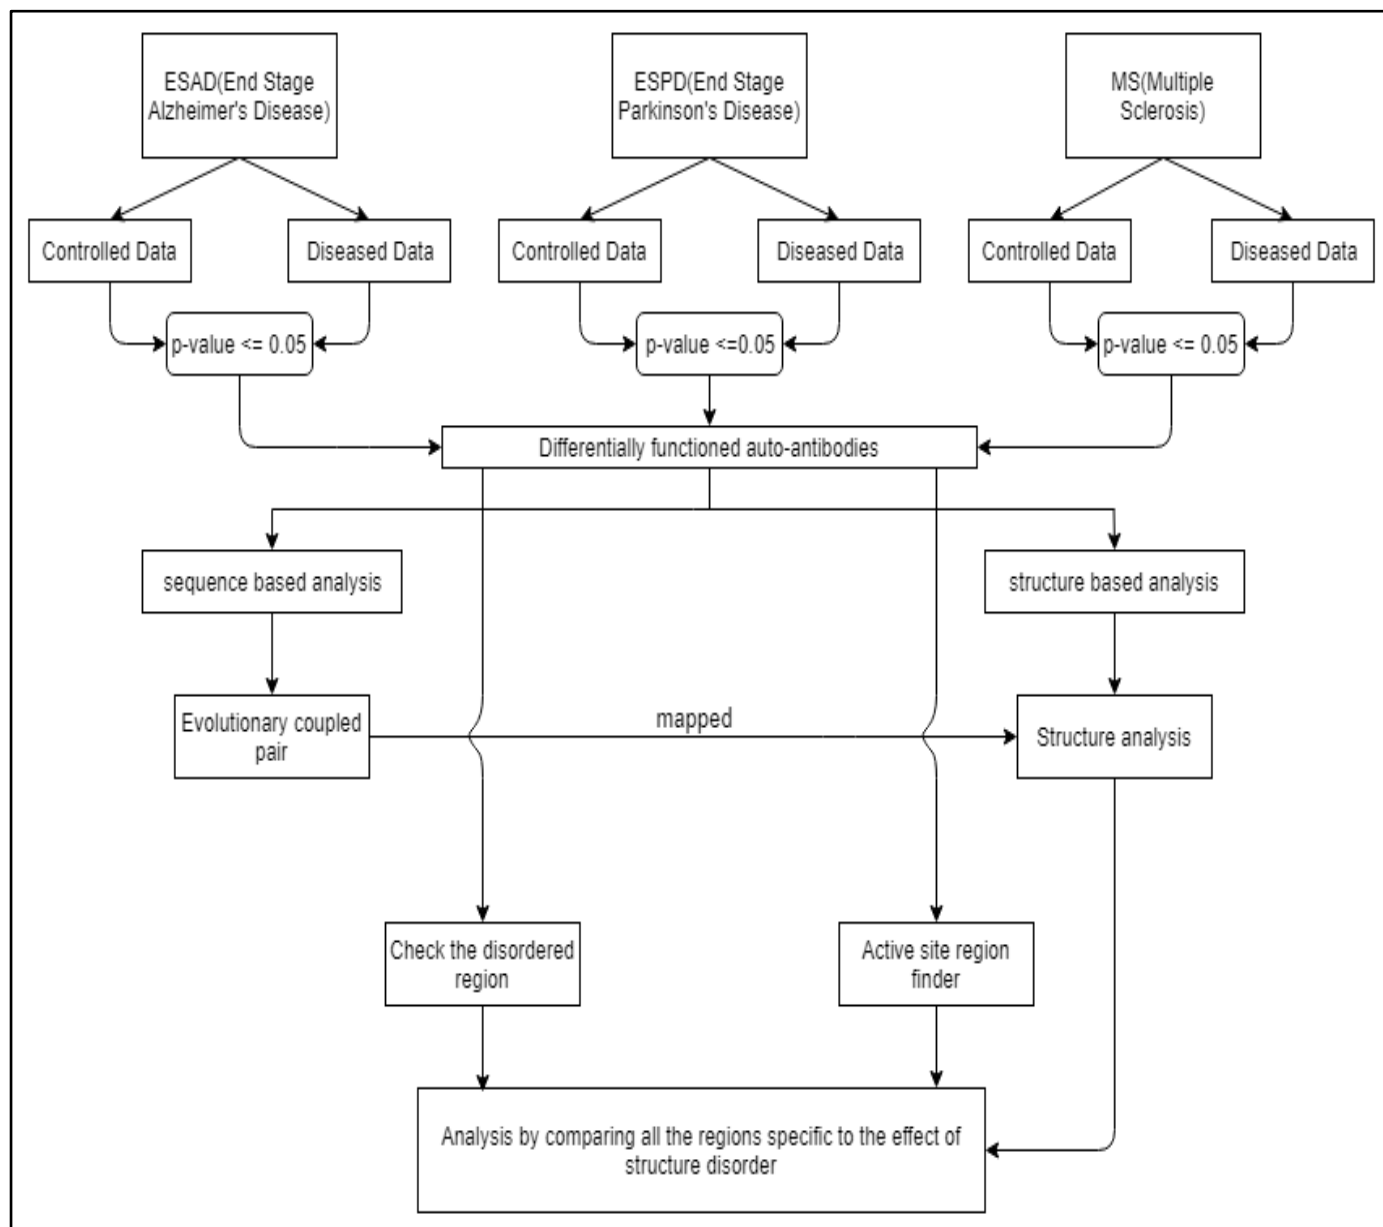 ESAD(End Stage
Alzheimer's Disease)
ESPD(End Stage
Parkinson's Disease)
MS(Multiple
Sclerosis)
Controlled Data
Diseased Data
Controlled Data
Diseased Data
Controlled Data
Diseased Data
p-value <= 0.05
p-value <=0.05
p-value <= 0.05
Differentially functioned auto-antibodies
sequence based analysis
structure based analysis
Evolutionary coupled
pair
mapped
Structure analysis
Check the disordered
region
Active site region
finder
Analysis by comparing all the regions specific to the effect of
structure disorder